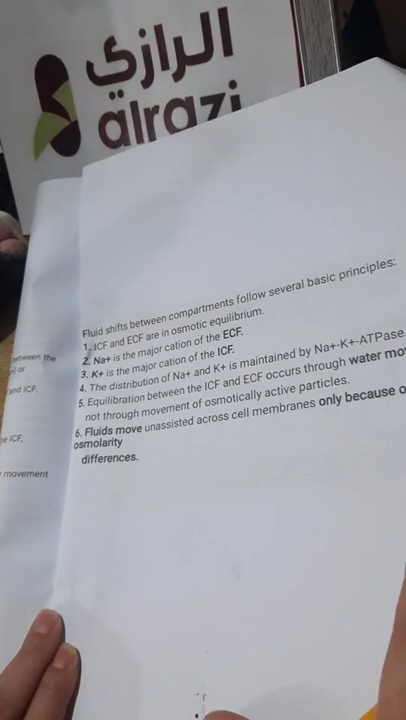 الرازي
alrazi
Fluid shifts between compartments follow several basic principles:
1. ICF and ECF are in osmotic equilibrium.
2. Na+ is the major cation of the ECF.
3. K+ is the major cation of the ICF.
4. The distribution of Na+ and K+ is maintained by Na+-K+-ATPase.
5. Equilibration between the ICF and ECF occurs through water
not through movement of osmotically active particles.
6. Fluids move unassisted across cell membranes only because
osmolarity
differences.
between the
or
and ICF.
ICF,
movement